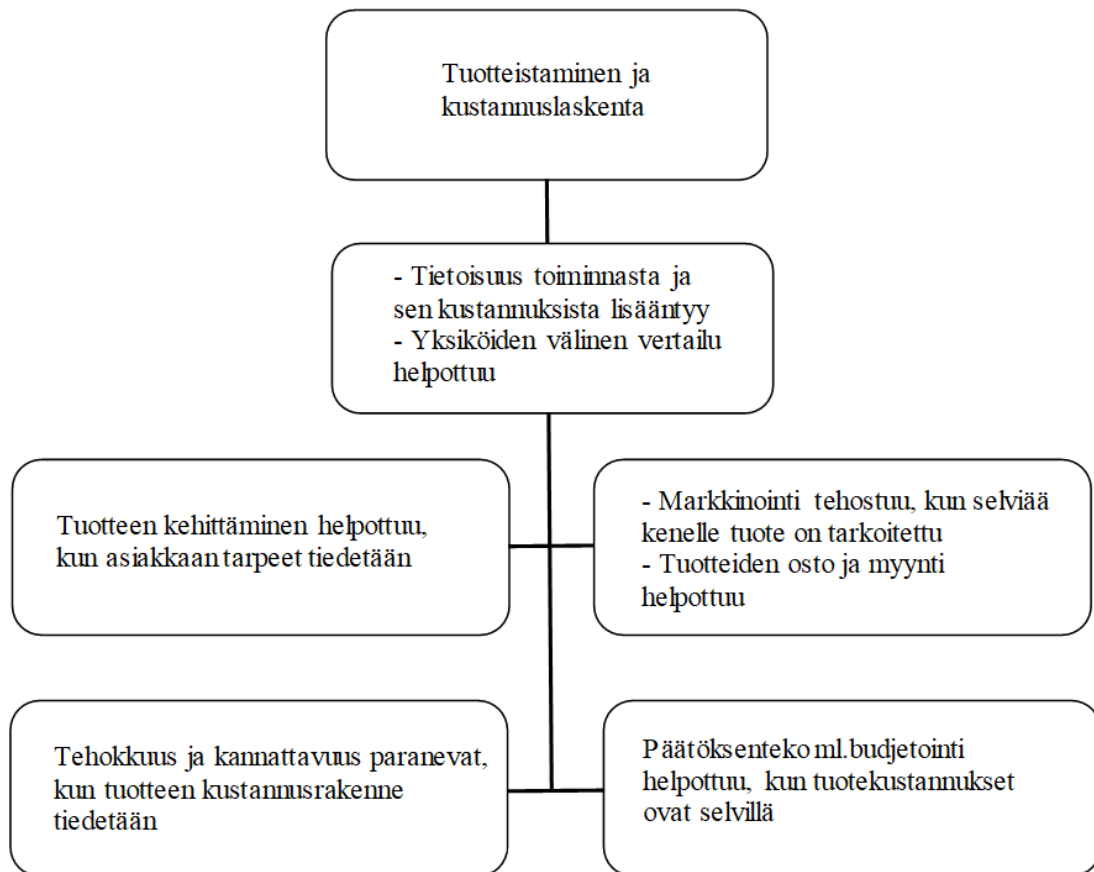 Tuotteistaminen ja
kustannuslaskenta
- Tietoisuus toiminnasta ja
sen kustannuksista lisääntyy
- Yksiköiden välinen vertailu
helpottuu
Tuotteen kehittäminen helpottuu,
kun asiakkaan tarpeet tiedetään
- Markkinointi tehostuu, kun selviää
kenelle tuote on tarkoitettu
- Tuotteiden osto ja myynti
helpottuu
Tehokkuus ja kannattavuus paranevat,
kun tuotteen kustannusrakenne
tiedetään
Päätöksenteko ml.budjetointi
helpottuu, kun tuotekustannukset
ovat selvillä